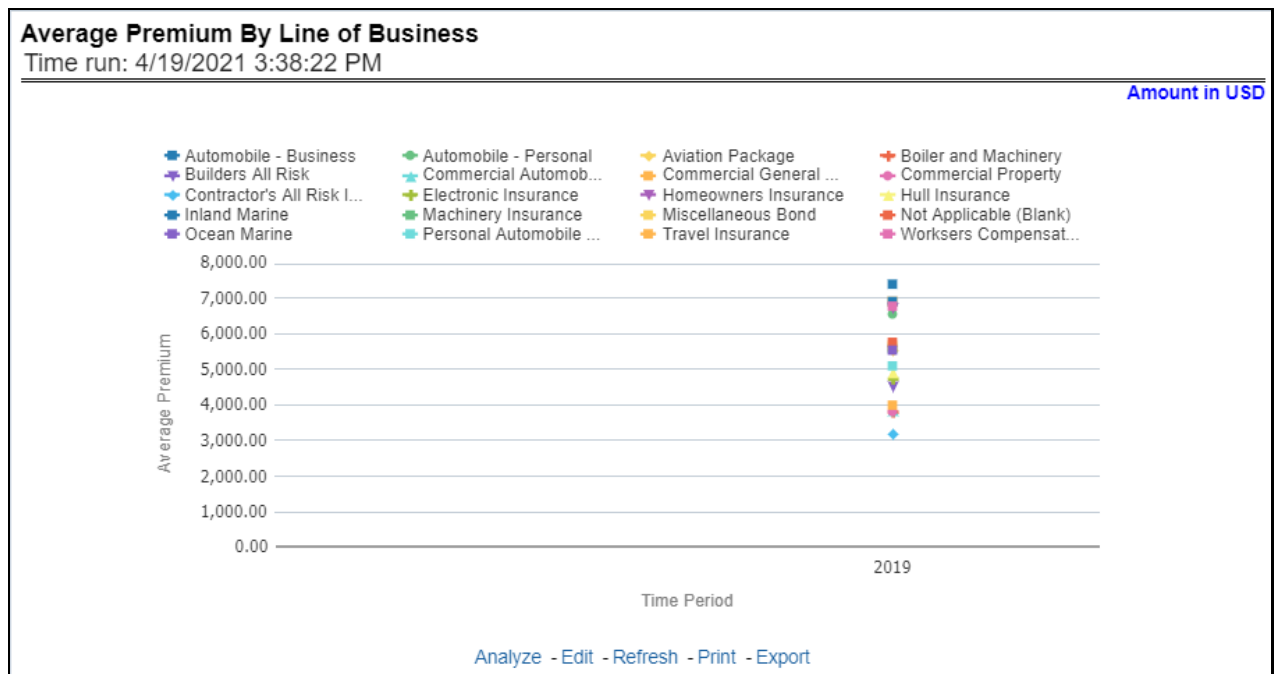 Average Premium By Line of Business
Time run: 4/19/2021 3:38:22 PM
Amount in USD
Automobile - Business Automobile - Personal Aviation Package Boiler and Machinery
Builders All Risk Commercial Automob... Commercial General ... Commercial Property
Contractor's All Risk I... Electronic Insurance Homeowners Insurance Hull Insurance
Inland Marine Machinery Insurance Miscellaneous Bond Not Applicable (Blank)
Ocean Marine Personal Automobile ... Travel Insurance Worksers Compensat...
8,000.00
7,000.00
6,000.00
5,000.00
4,000.00
3,000.00
2,000.00
1,000.00
0.00
Average Premium
2019
Time Period
Analyze - Edit - Refresh - Print - Export